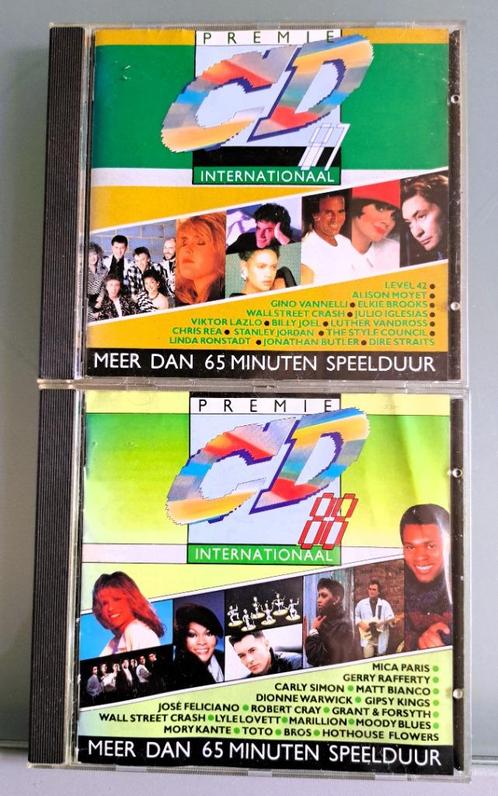 PREMIE
CD
87
INTERNATIONAAL
LEVEL 42 •
ALISON MOYET •
GINO VANNELLI • ELKIE BROOKS •
WALL STREET CRASH • JULIO IGLESIAS •
VIKTOR LAZLO • BILLY JOEL • LUTHER VANDROSS •
CHRIS REA • STANLEY JORDAN • THE STYLE COUNCIL •
LINDA RONSTADT • JONATHAN BUTLER • DIRE STRAITS
MEER DAN 65 MINUTEN SPEELDUUR
PREMIE
CD
88
INTERNATIONAAL
MICA PARIS •
GERRY RAFFERTY •
CARLY SIMON • MATT BIANCO •
DIONNE WARWICK • GIPSY KINGS •
JOSÉ FELICIANO • ROBERT CRAY • GRANT & FORSYTH •
WALL STREET CRASH • LYLE LOVETT • MARILLION • MOODY BLUES •
MORY KANTE • TOTO • BROS • HOTHOUSE FLOWERS
MEER DAN 65 MINUTEN SPEELDUUR